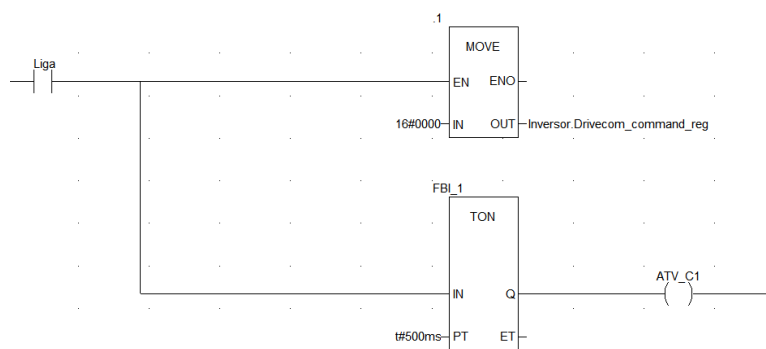 .1
MOVE
Liga
EN ENO
16#0000 IN OUT Inversor.Drivecom_command_reg
FBI_1
TON
ATV_C1
IN Q
t#500ms PT ET